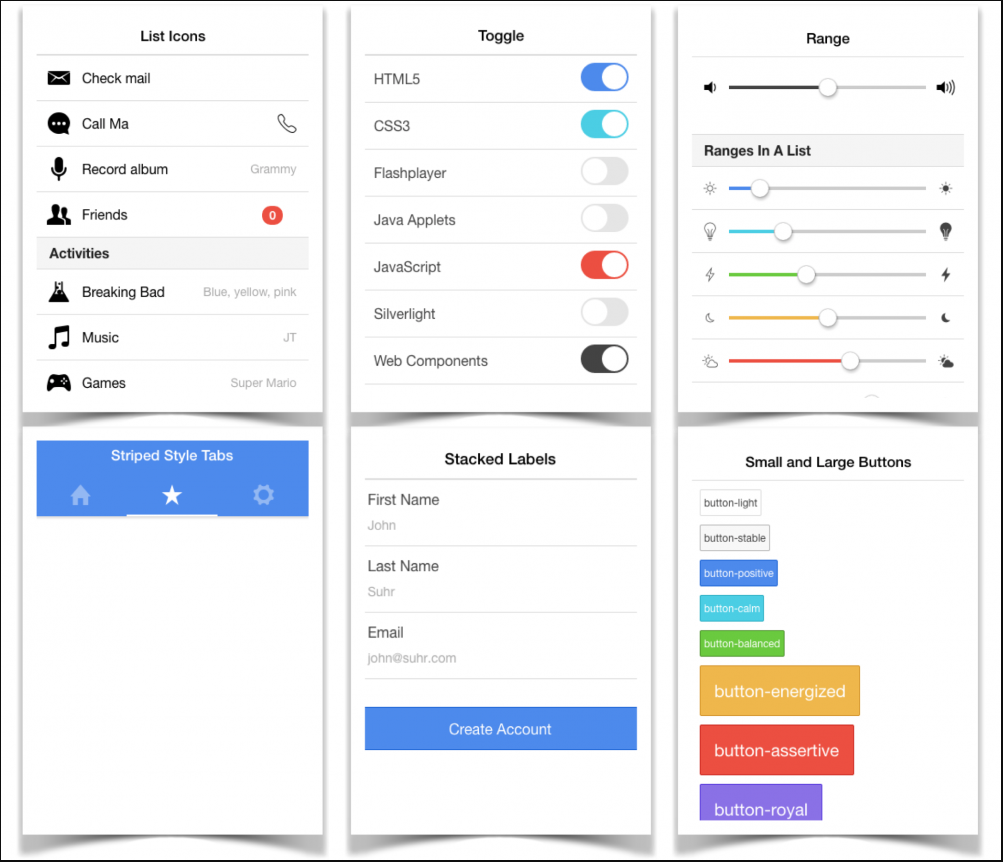 List Icons
Check mail
Call Ma
Record album Grammy
Friends 0
Activities
Breaking Bad Blue, yellow, pink
Music JT
Games Super Mario
Toggle
HTML5
CSS3
Flashplayer
Java Applets
JavaScript
Silverlight
Web Components
Range
Ranges In A List
Striped Style Tabs
Stacked Labels
First Name
John
Last Name
Suhr
Email
john@suhr.com
Create Account
Small and Large Buttons
button-light
button-stable
button-positive
button-calm
button-balanced
button-energized
button-assertive
button-royal